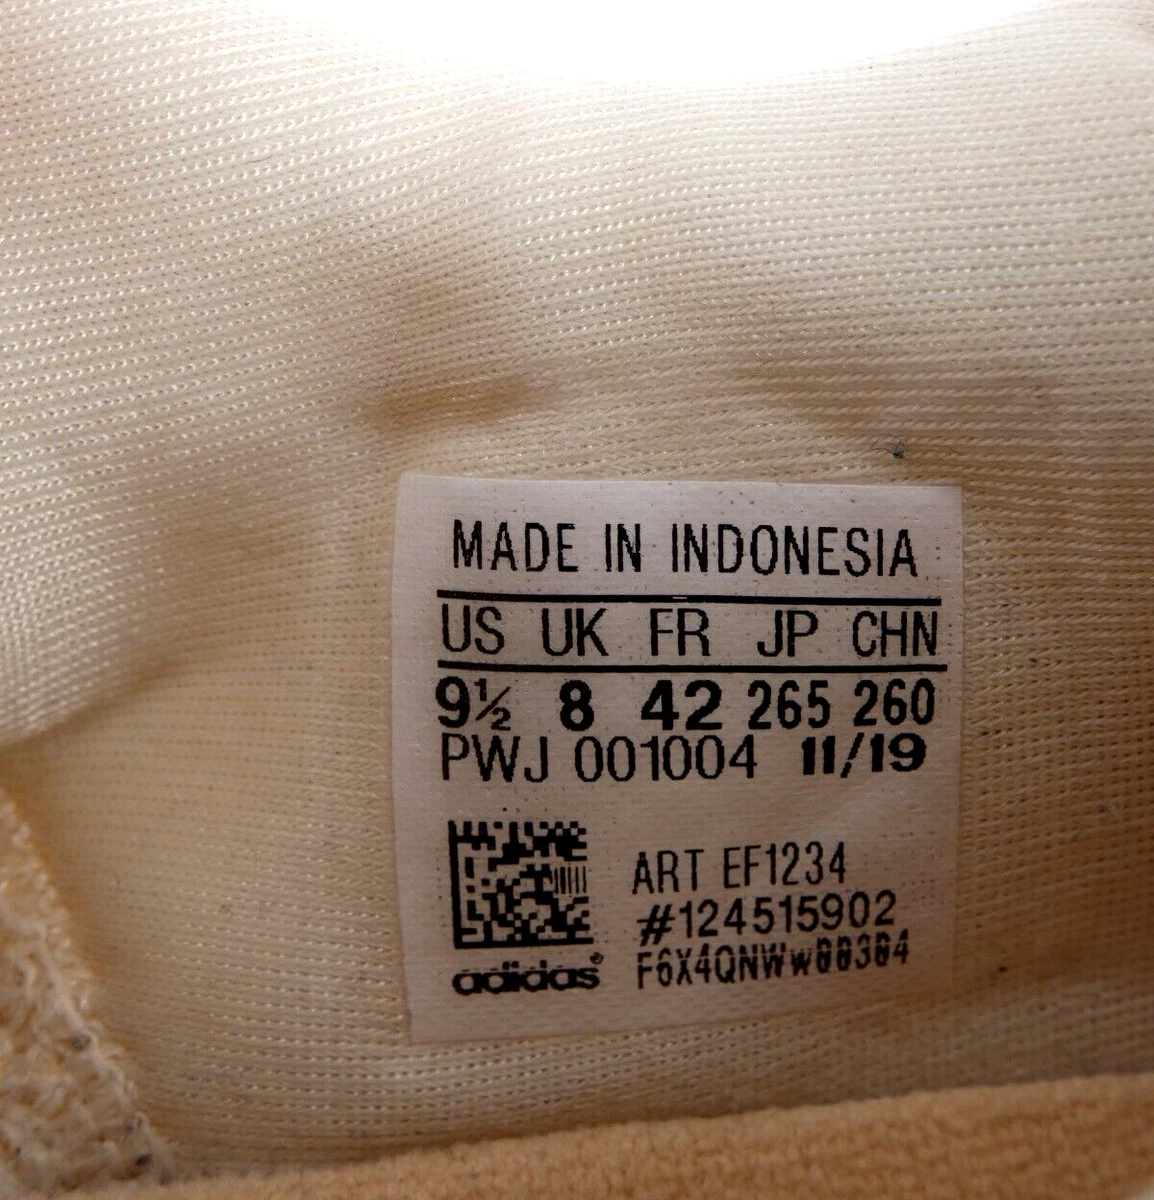 MADE IN INDONESIA
US UK FR JP CHN
9½ 8 42 265 260
PWJ 001004 11/19
ART EF1234
#124515902
F6X4QNWw00304
adidas®